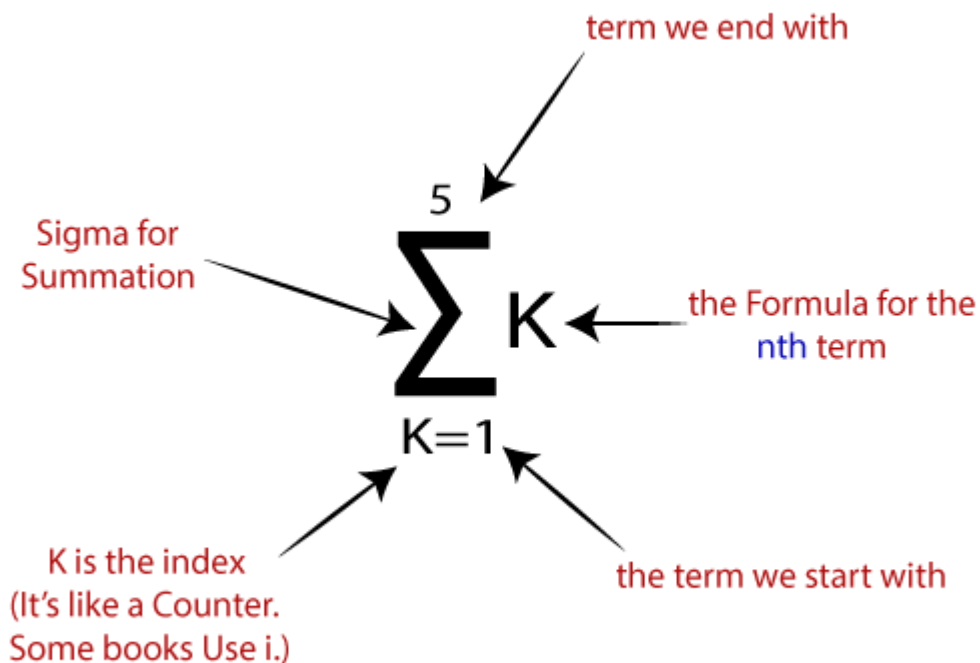 term we end with
5
Sigma for
Summation
∑ K
the Formula for the
nth term
K=1
K is the index
(It's like a Counter.
Some books Use i.)
the term we start with